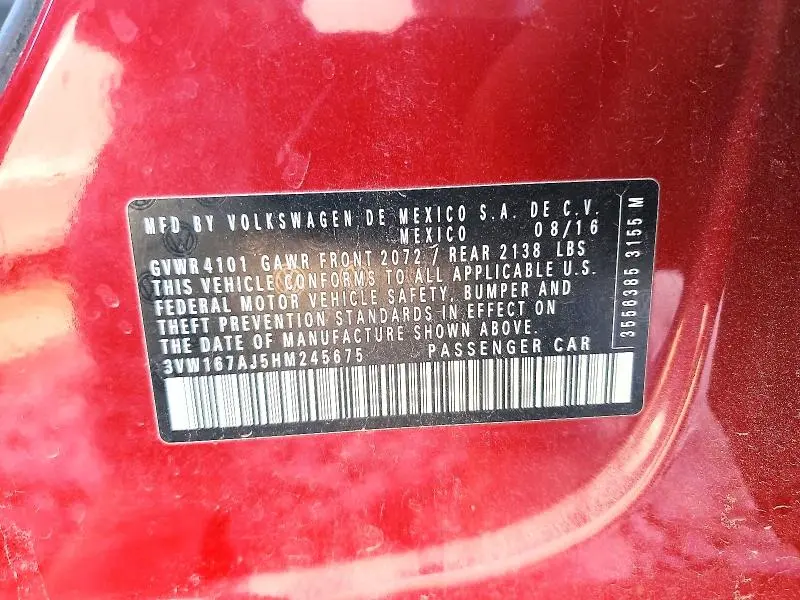 MFD BY VOLKSWAGEN DE MEXICO S.A. DE C.V.
MEXICO 08/16
GVWR 4101 GAWR FRONT 2072 / REAR 2138 LBS
THIS VEHICLE CONFORMS TO ALL APPLICABLE U.S.
FEDERAL MOTOR VEHICLE SAFETY, BUMPER AND
THEFT PREVENTION STANDARDS IN EFFECT ON
THE DATE OF MANUFACTURE SHOWN ABOVE.
3VW167AJ5HM245675 PASSENGER CAR
3556385 3155 M